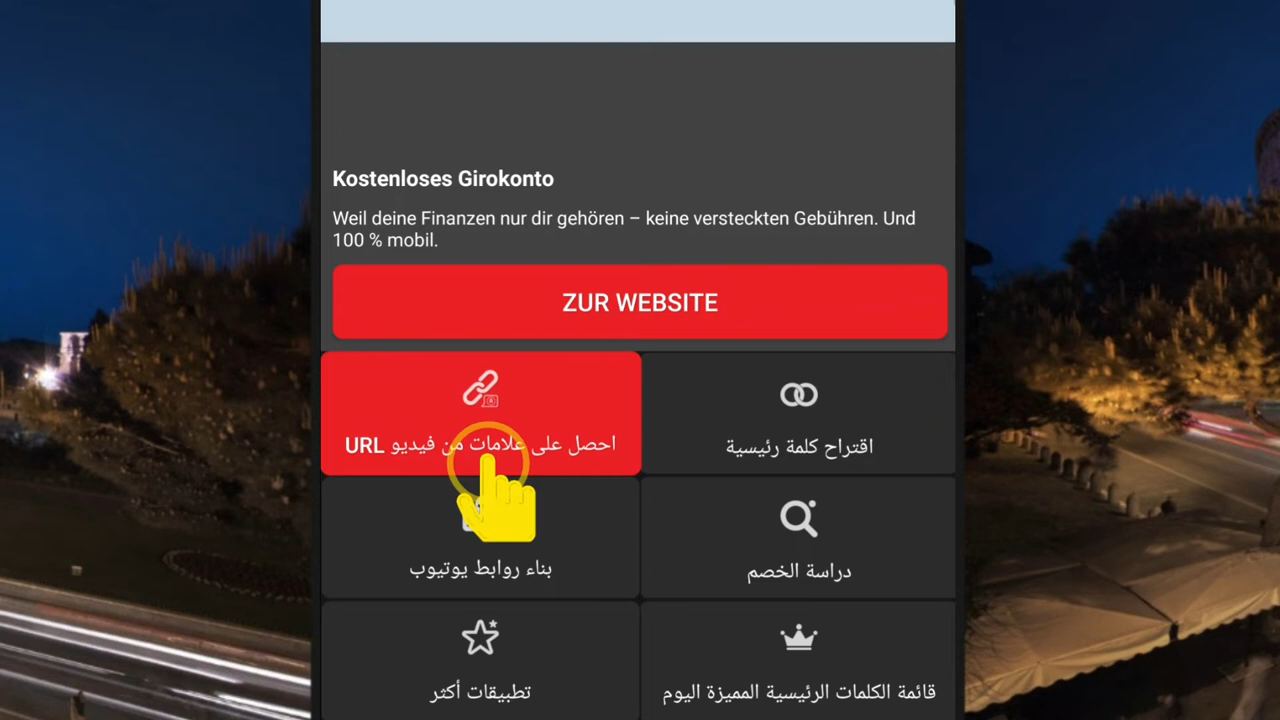 Kostenloses Girokonto
Weil deine Finanzen nur dir gehören – keine versteckten Gebühren. Und
100 % mobil.
ZUR WEBSITE
اقتراح كلمة رئيسية
احصل على علامات من فيديو URL
دراسة الخصم
بناء روابط يوتيوب
قائمة الكلمات الرئيسية المميزة اليوم
تطبيقات أكثر